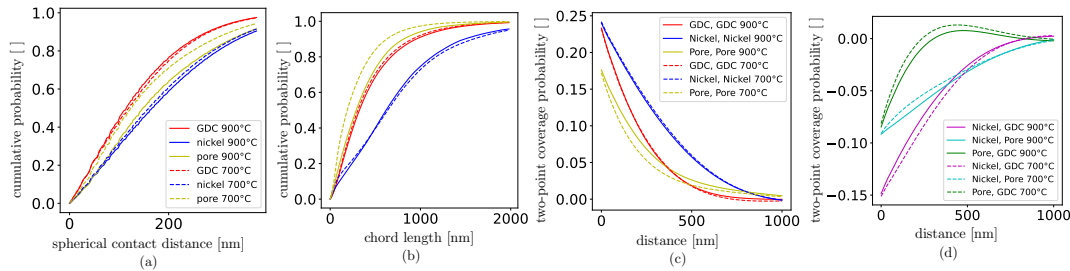 cumulative probability [ ]
1.0
0.8
0.6
0.4
0.2
0.0
GDC 900°C
nickel 900°C
pore 900°C
GDC 700°C
nickel 700°C
pore 700°C
0
200
spherical contact distance [nm]
(a)
cumulative probability [ ]
1.0
0.8
0.6
0.4
0.2
0.0
0
1000
2000
chord length [nm]
(b)
two-point coverage probability [ ]
0.25
0.20
0.15
0.10
0.05
0.00
GDC, GDC 900°C
Nickel, Nickel 900°C
Pore, Pore 900°C
GDC, GDC 700°C
Nickel, Nickel 700°C
Pore, Pore 700°C
0
500
1000
distance [nm]
(c)
two-point coverage probability [ ]
0.00
−0.05
−0.10
−0.15
Nickel, GDC 900°C
Nickel, Pore 900°C
Pore, GDC 900°C
Nickel, GDC 700°C
Nickel, Pore 700°C
Pore, GDC 700°C
0
500
1000
distance [nm]
(d)